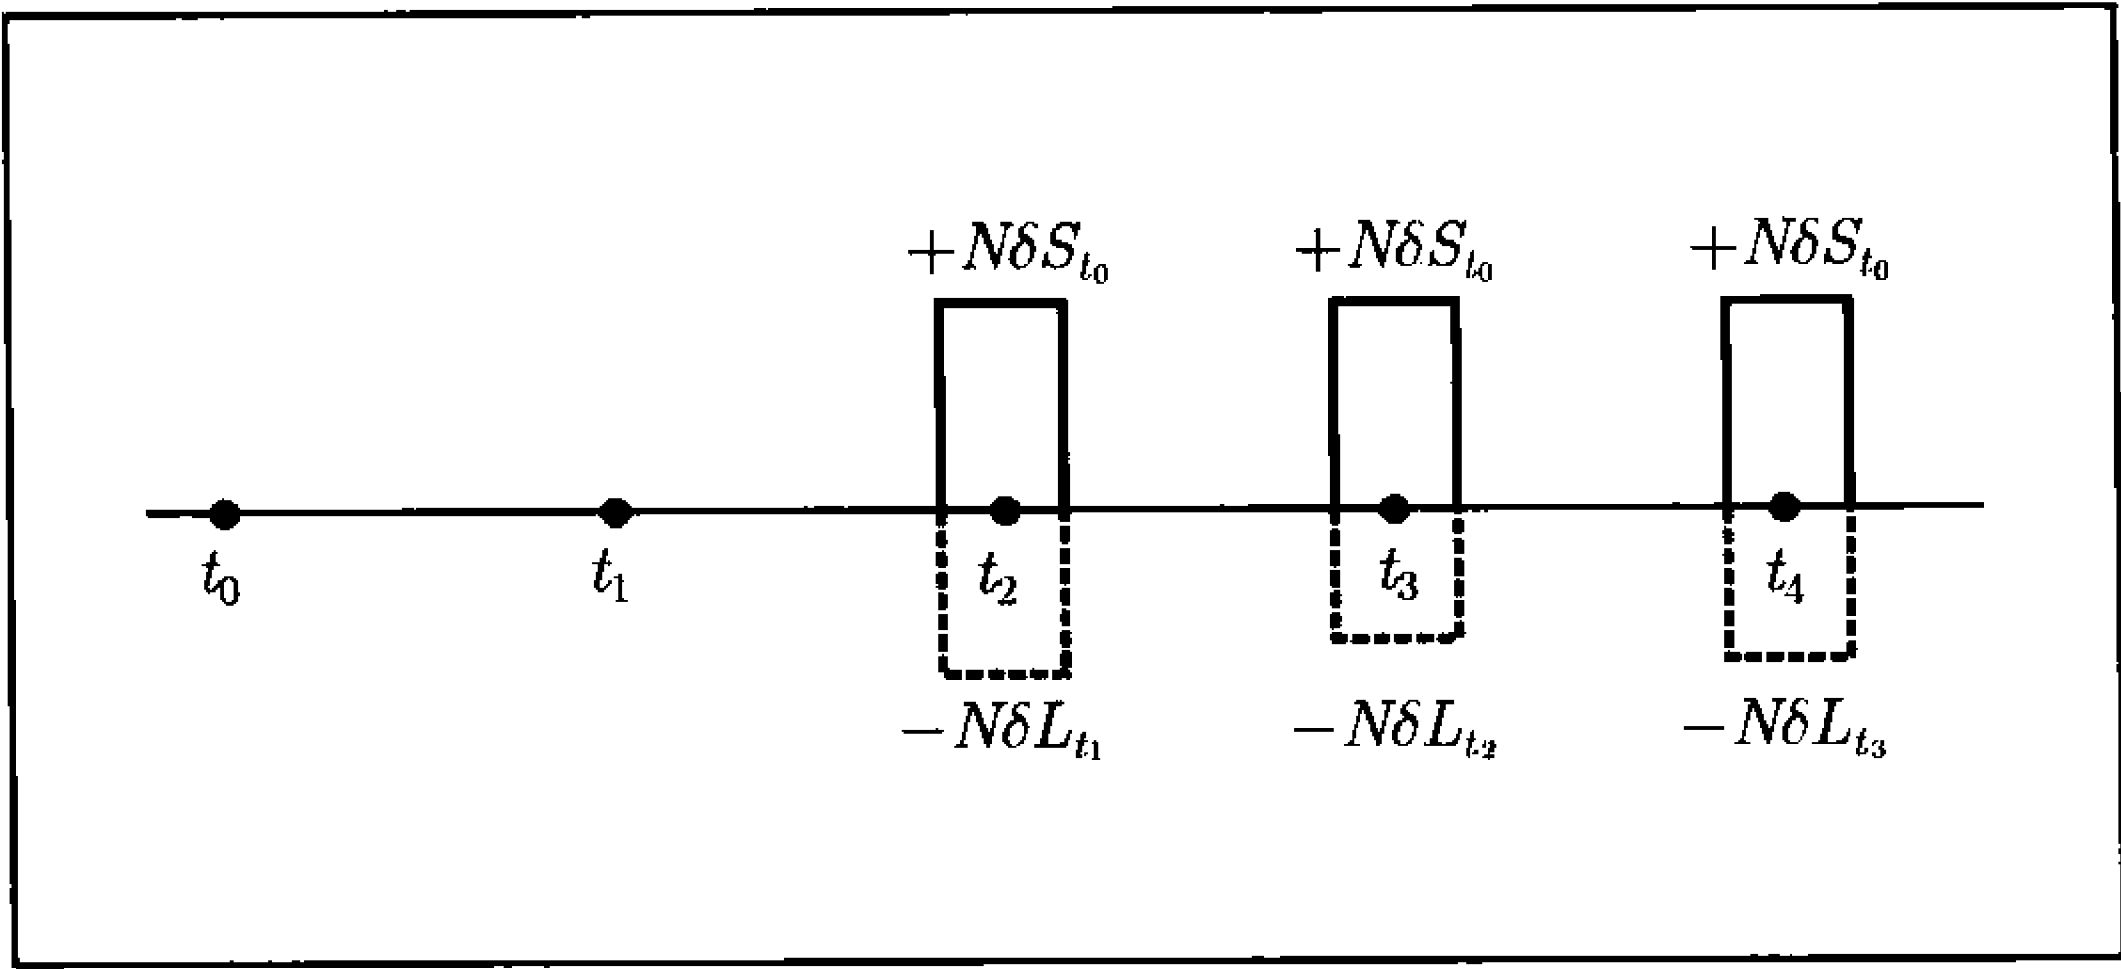 +NδS_{t_0} +NδS_{t_0} +NδS_{t_0}
t_0 t_1 t_2 t_3 t_4
−NδL_{t_1} −NδL_{t_2} −NδL_{t_3}